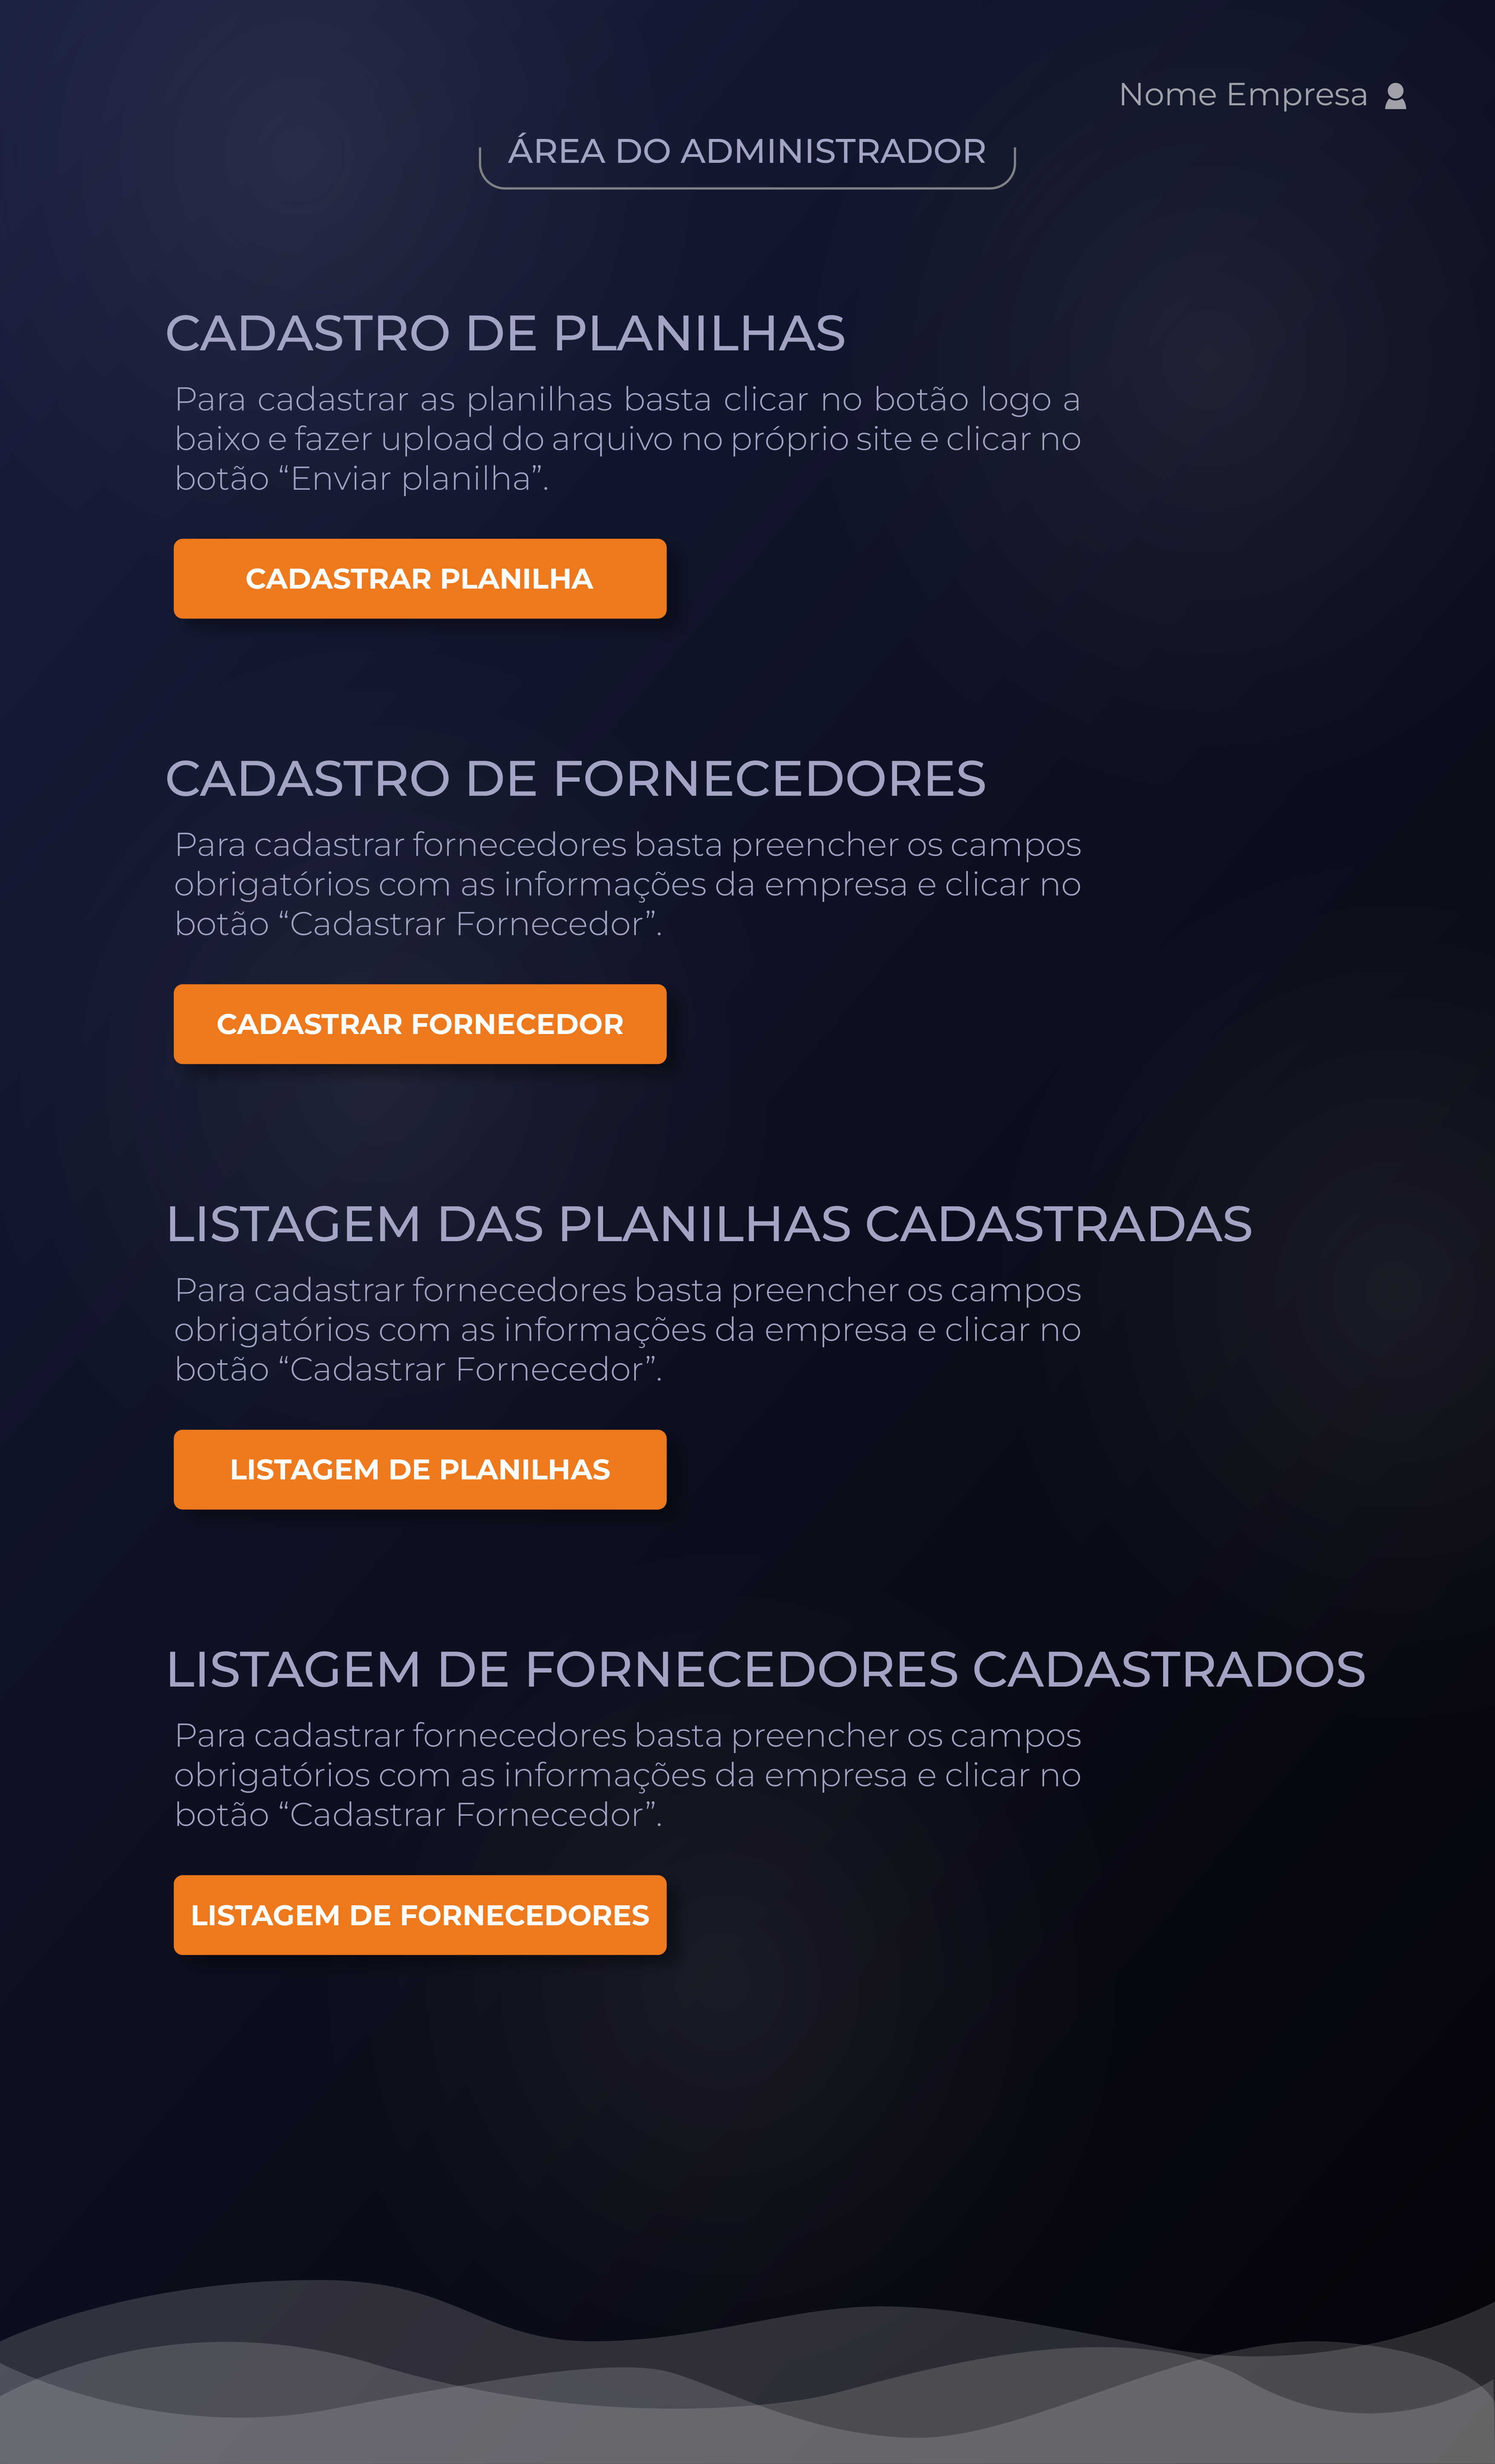 Nome Empresa
ÁREA DO ADMINISTRADOR
CADASTRO DE PLANILHAS
Para cadastrar as planilhas basta clicar no botão logo a
baixo e fazer upload do arquivo no próprio site e clicar no
botão “Enviar planilha”.
CADASTRAR PLANILHA
CADASTRO DE FORNECEDORES
Para cadastrar fornecedores basta preencher os campos
obrigatórios com as informações da empresa e clicar no
botão “Cadastrar Fornecedor”.
CADASTRAR FORNECEDOR
LISTAGEM DAS PLANILHAS CADASTRADAS
Para cadastrar fornecedores basta preencher os campos
obrigatórios com as informações da empresa e clicar no
botão “Cadastrar Fornecedor”.
LISTAGEM DE PLANILHAS
LISTAGEM DE FORNECEDORES CADASTRADOS
Para cadastrar fornecedores basta preencher os campos
obrigatórios com as informações da empresa e clicar no
botão “Cadastrar Fornecedor”.
LISTAGEM DE FORNECEDORES